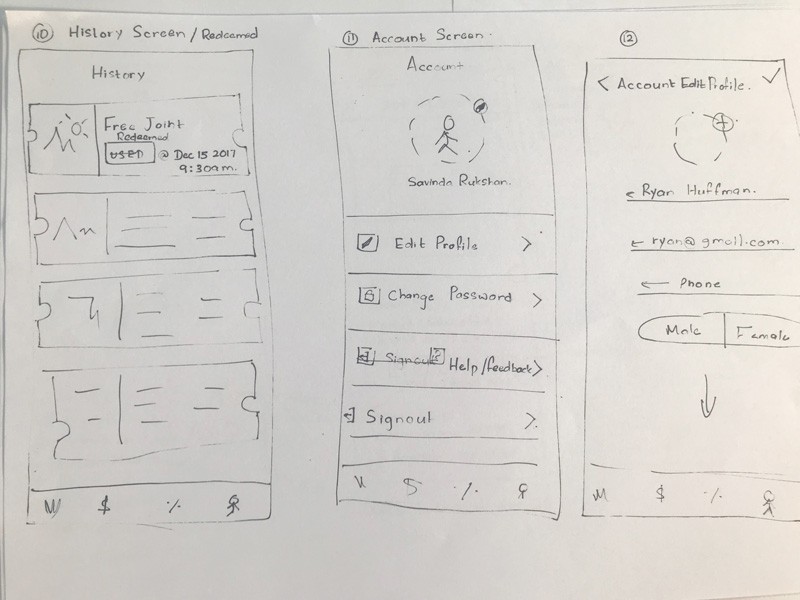 10 History Screen / Redeemed
History
Free Joint
Redeemed
USED @ Dec 15 2017
9:30am.
$ %
11 Account Screen.
Account
Savinda Rukshan.
Edit Profile >
Change Password >
Signout Help/feedback >
Signout >
$ %
12
< Account Edit Profile.
Ryan Huffman.
ryan@gmail.com
Phone
Male Female
M $ %